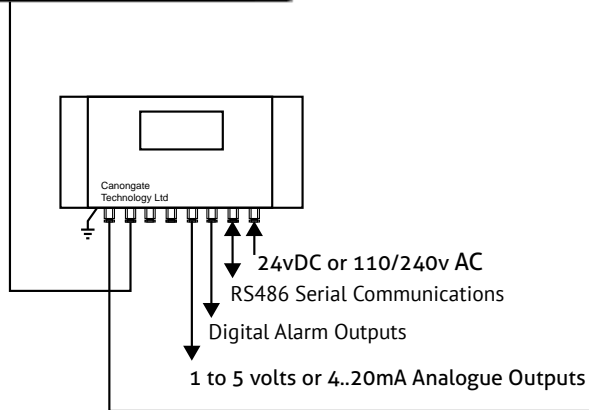 Canongate
Technology Ltd
24vDC or 110/240v AC
RS486 Serial Communications
Digital Alarm Outputs
1 to 5 volts or 4..20mA Analogue Outputs